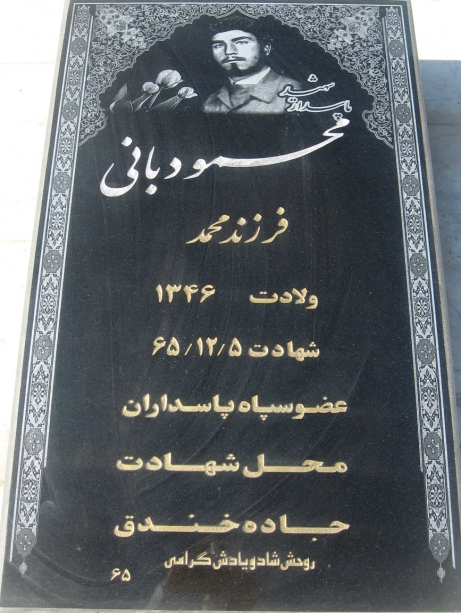 شهید
پاسدار
محمود بانی
فرزند محمد
ولادت ۱۳۴۶
شهادت ۶۵/۱۲/۵
عضو سپاه پاسداران
محل شهادت
جاده خندق
روحش شاد و یادش گرامی
۶۵